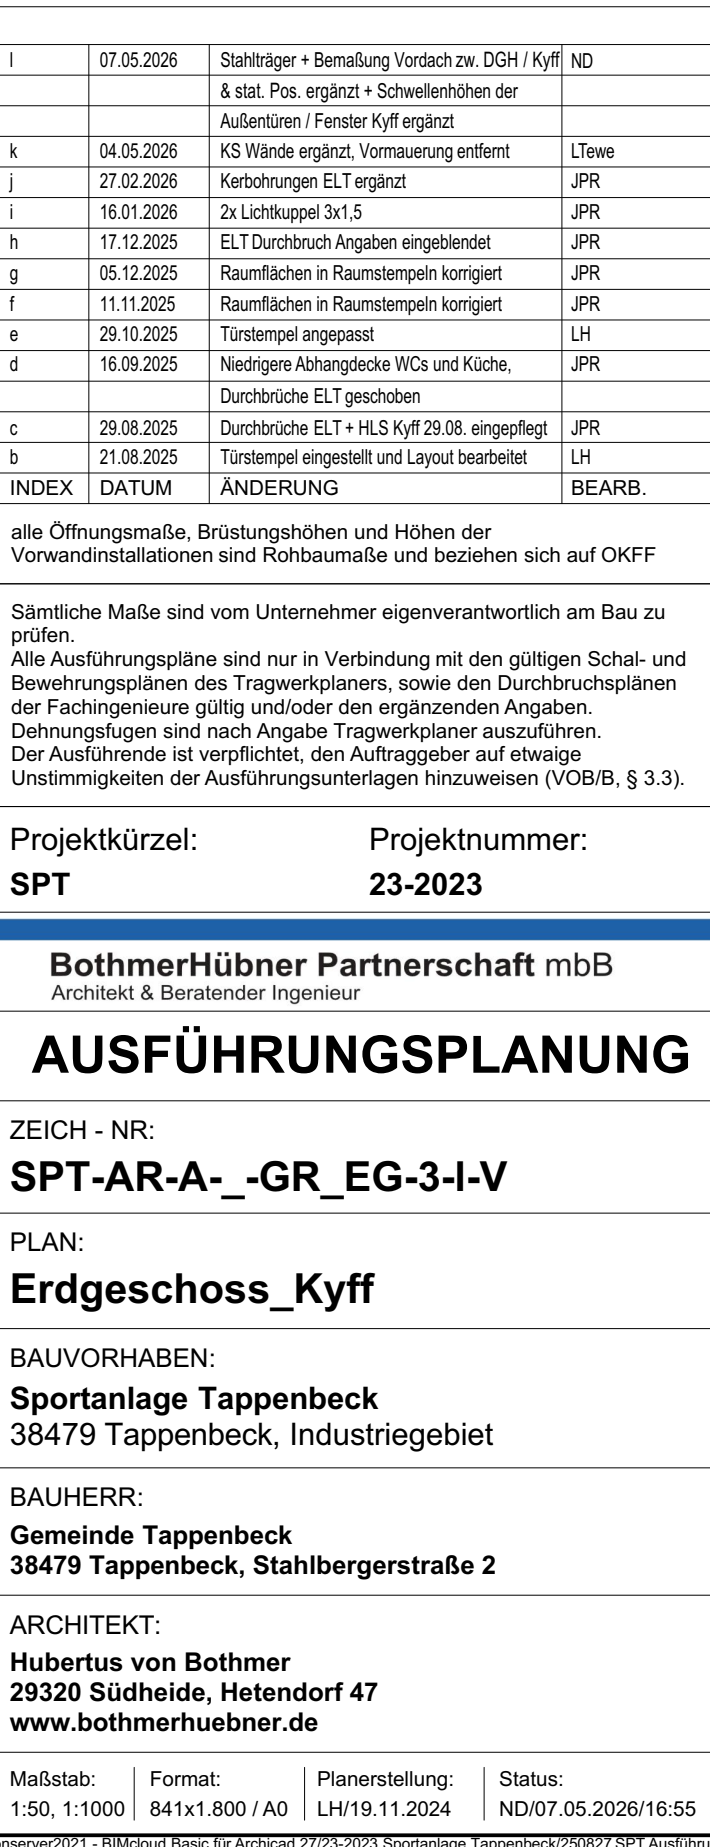 l 07.05.2026 Stahlträger + Bemaßung Vordach zw. DGH / Kyff ND
& stat. Pos. ergänzt + Schwellenhöhen der
Außentüren / Fenster Kyff ergänzt
k 04.05.2026 KS Wände ergänzt, Vormauerung entfernt LTewe
j 27.02.2026 Kerbohrungen ELT ergänzt JPR
i 16.01.2026 2x Lichtkuppel 3x1,5 JPR
h 17.12.2025 ELT Durchbruch Angaben eingeblendet JPR
g 05.12.2025 Raumflächen in Raumstempeln korrigiert JPR
f 11.11.2025 Raumflächen in Raumstempeln korrigiert JPR
e 29.10.2025 Türstempel angepasst LH
d 16.09.2025 Niedrigere Abhangdecke WCs und Küche, JPR
Durchbrüche ELT geschoben
c 29.08.2025 Durchbrüche ELT + HLS Kyff 29.08. eingepflegt JPR
b 21.08.2025 Türstempel eingestellt und Layout bearbeitet LH
INDEX DATUM ÄNDERUNG BEARB.
alle Öffnungsmaße, Brüstungshöhen und Höhen der
Vorwandinstallationen sind Rohbaumaße und beziehen sich auf OKFF
Sämtliche Maße sind vom Unternehmer eigenverantwortlich am Bau zu
prüfen.
Alle Ausführungspläne sind nur in Verbindung mit den gültigen Schal- und
Bewehrungsplänen des Tragwerkplaners, sowie den Durchbruchsplänen
der Fachingenieure gültig und/oder den ergänzenden Angaben.
Dehnungsfugen sind nach Angabe Tragwerkplaner auszuführen.
Der Ausführende ist verpflichtet, den Auftraggeber auf etwaige
Unstimmigkeiten der Ausführungsunterlagen hinzuweisen (VOB/B, § 3.3).
Projektkürzel: Projektnummer:
SPT 23-2023
BothmerHübner Partnerschaft mbB
Architekt & Beratender Ingenieur
AUSFÜHRUNGSPLANUNG
ZEICH - NR:
SPT-AR-A-_-GR_EG-3-l-V
PLAN:
Erdgeschoss_Kyff
BAUVORHABEN:
Sportanlage Tappenbeck
38479 Tappenbeck, Industriegebiet
BAUHERR:
Gemeinde Tappenbeck
38479 Tappenbeck, Stahlbergerstraße 2
ARCHITEKT:
Hubertus von Bothmer
29320 Südheide, Hetendorf 47
www.bothmerhuebner.de
Maßstab: Format: Planerstellung: Status:
1:50, 1:1000 841x1.800 / A0 LH/19.11.2024 ND/07.05.2026/16:55
onserver2021 - BIMcloud Basic für Archicad 27/23-2023 Sportanlage Tappenbeck/250827 SPT Ausführu